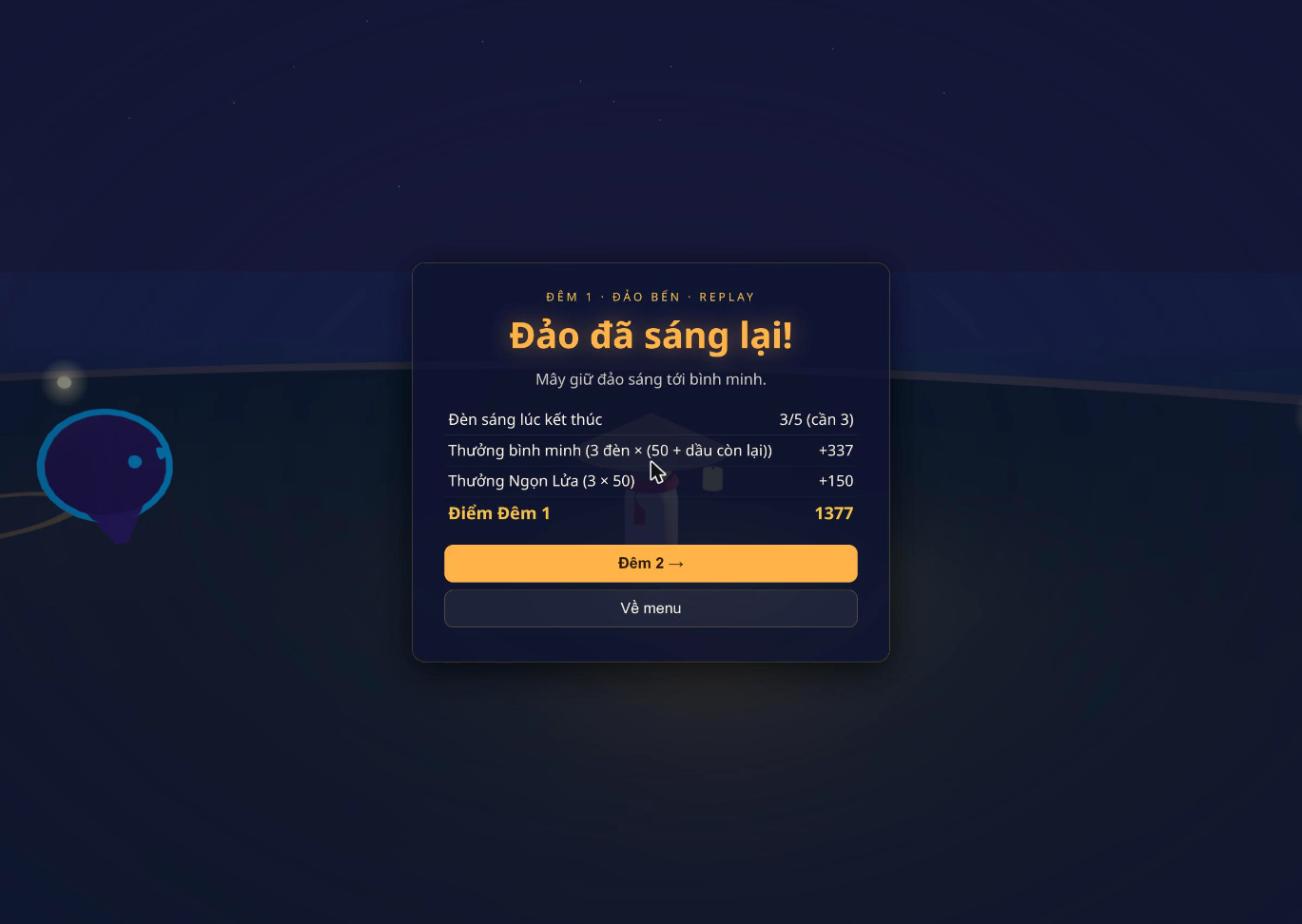 ĐÊM 1 · ĐẢO BẾN · REPLAY
Đảo đã sáng lại!
Mây giữ đảo sáng tới bình minh.
Đèn sáng lúc kết thúc 3/5 (cần 3)
Thưởng bình minh (3 đèn × (50 + dầu còn lại)) +337
Thưởng Ngọn Lửa (3 × 50) +150
Điểm Đêm 1 1377
Đêm 2 →
Về menu